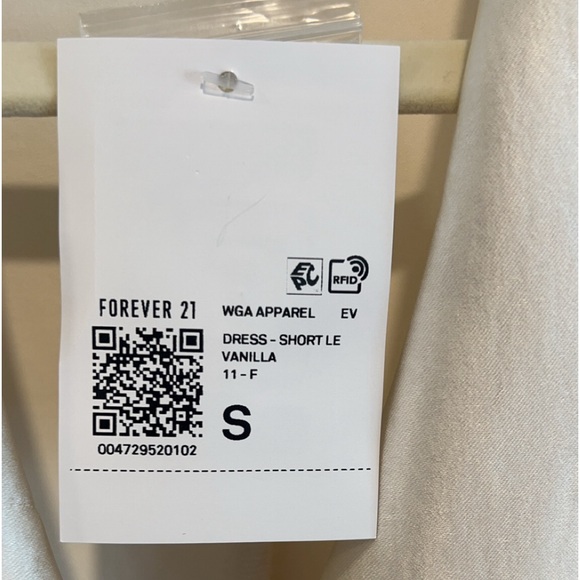 EPC RFID
FOREVER 21
WGA APPAREL EV
DRESS - SHORT LE
VANILLA
11 - F
S
004729520102